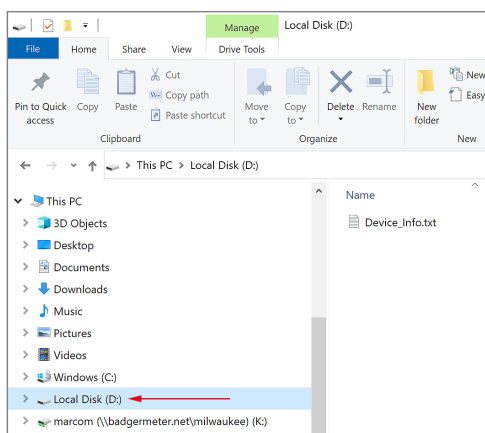 Manage
Local Disk (D:)
File
Home
Share
View
Drive Tools
Pin to Quick
access
Copy
Paste
Cut
Copy path
Paste shortcut
Clipboard
Move
to
Copy
to
Delete
Rename
Organize
New
folder
New
Easy
New
This PC > Local Disk (D:)
This PC
3D Objects
Desktop
Documents
Downloads
Music
Pictures
Videos
Windows (C:)
Local Disk (D:)
marcom (\\badgermeter.net\milwaukee) (K:)
Name
Device_Info.txt